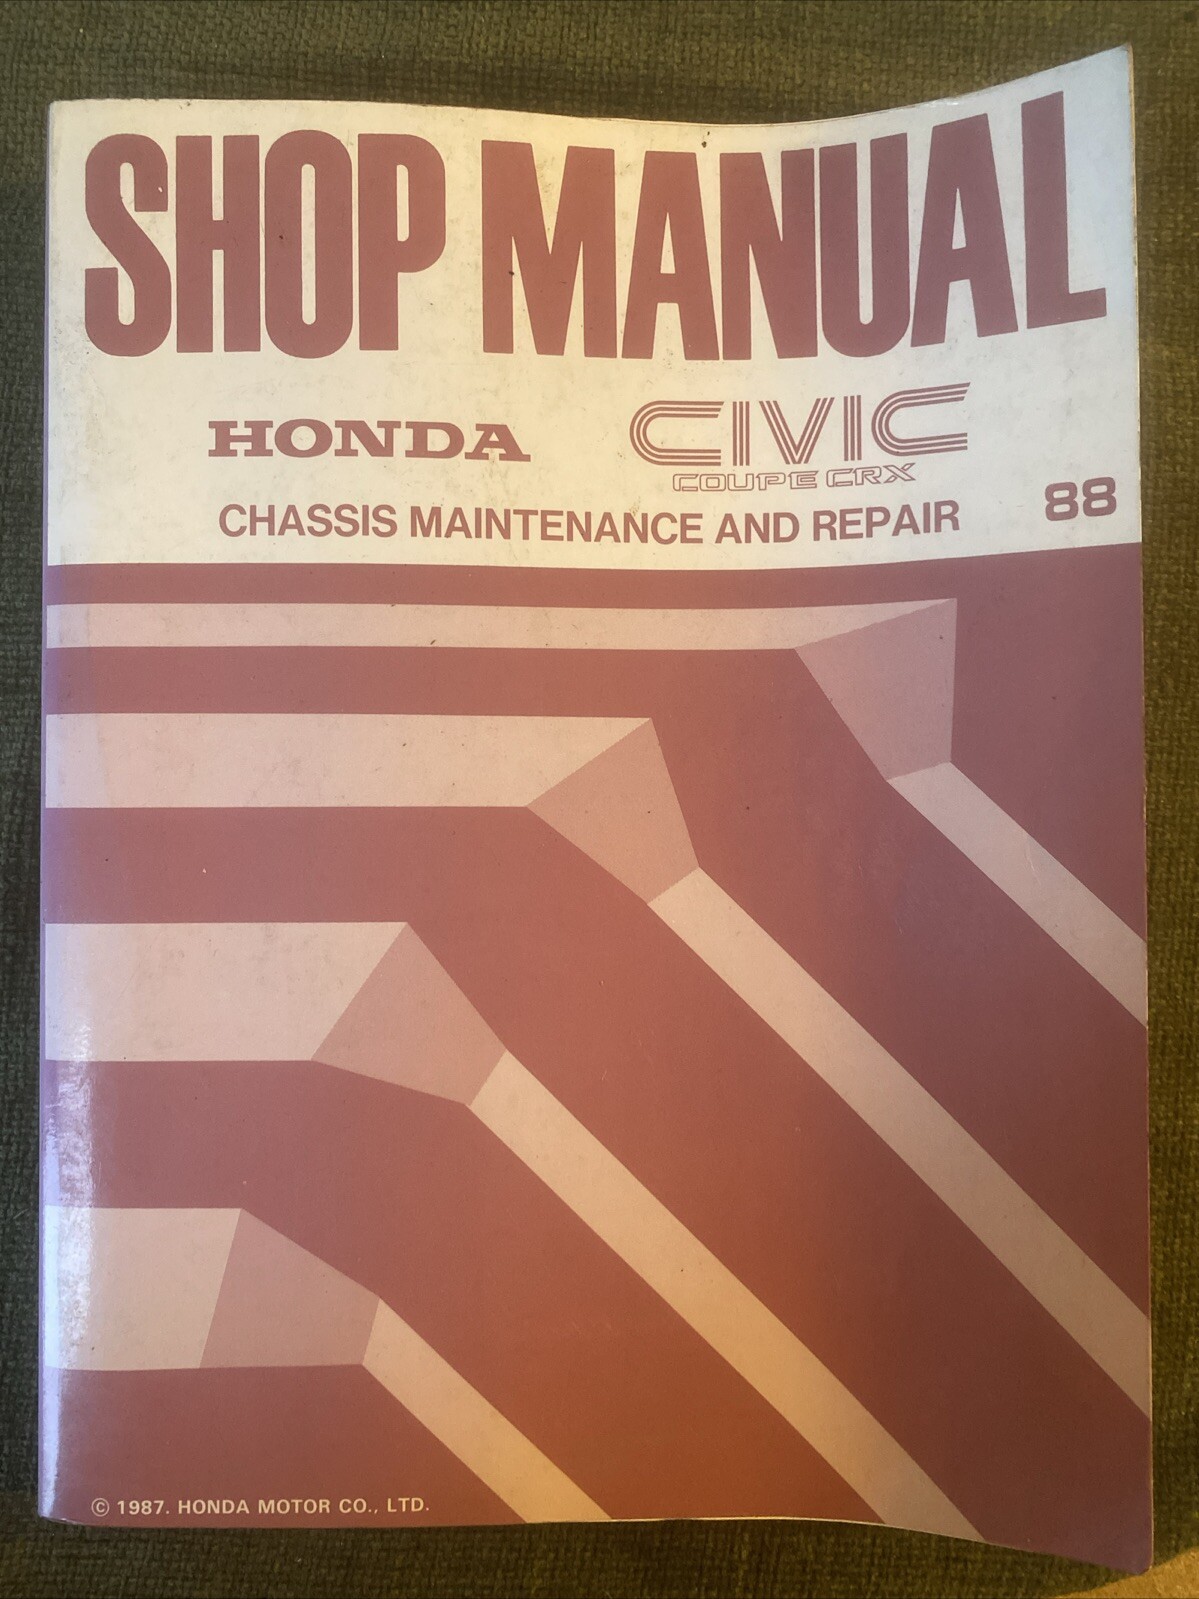 SHOP MANUAL
HONDA CIVIC
COUPE CRX
CHASSIS MAINTENANCE AND REPAIR 88
© 1987. HONDA MOTOR CO., LTD.